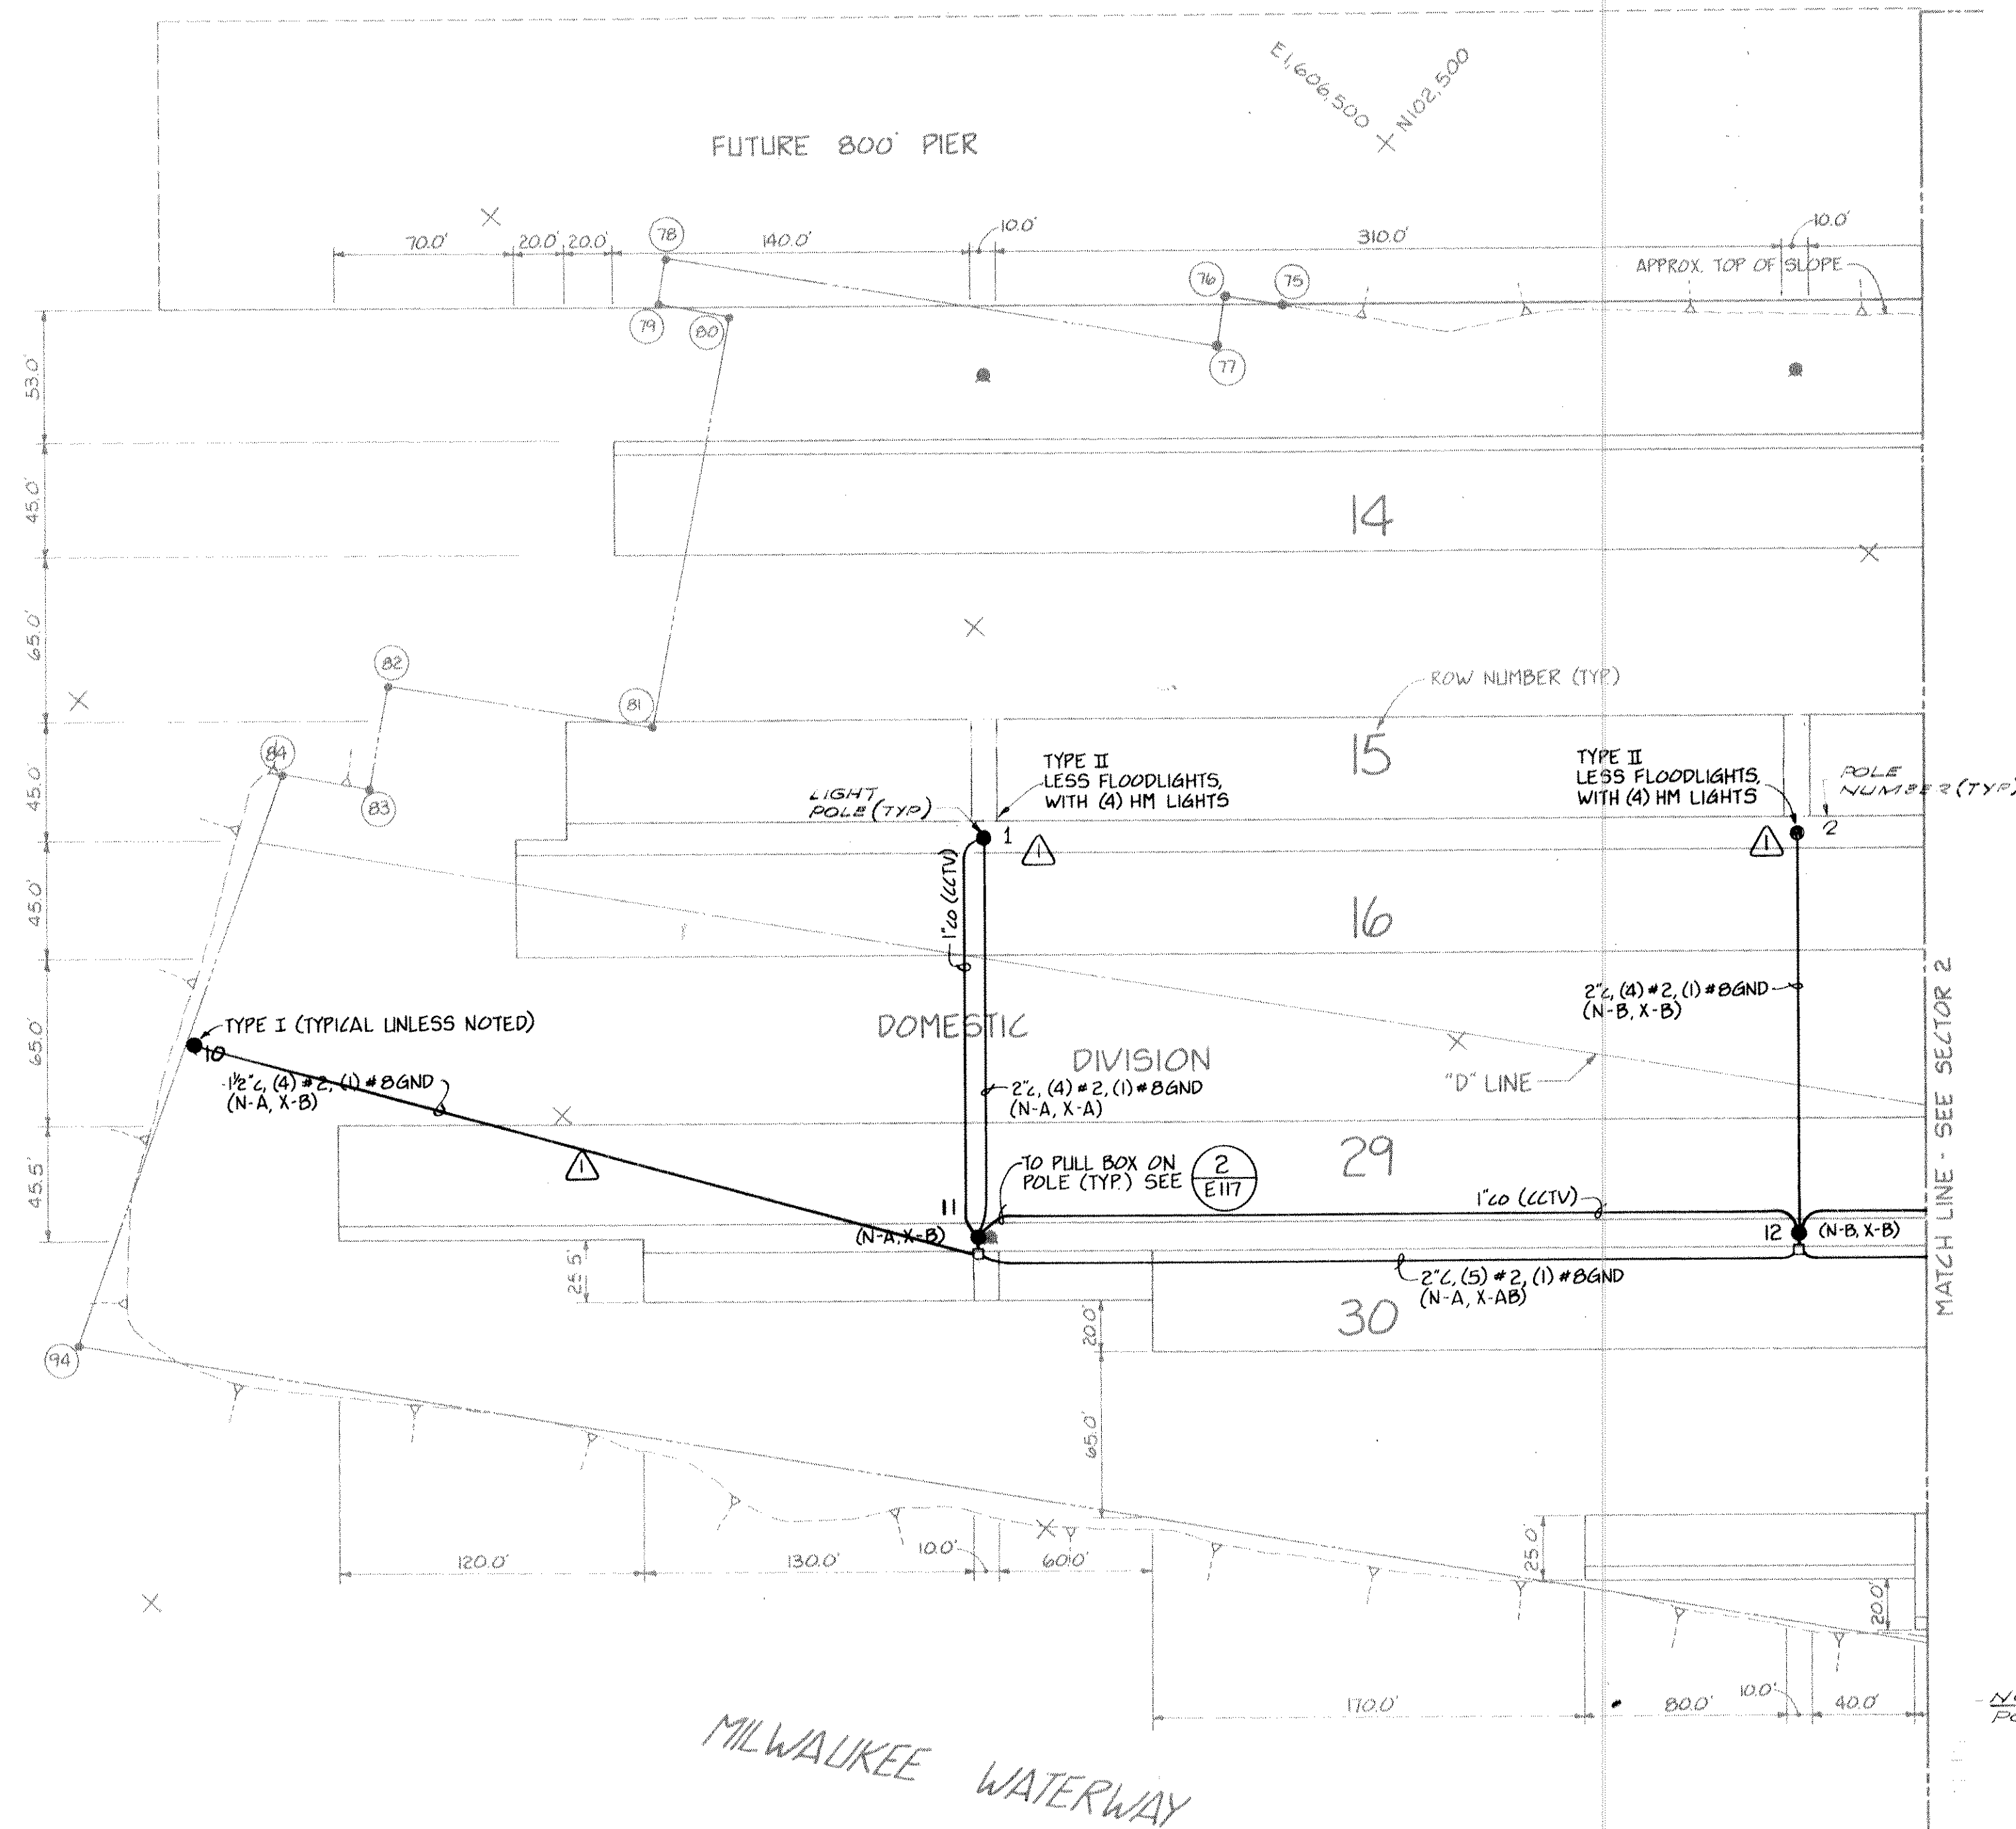 E1,606,500
N102,500
FUTURE 800' PIER
70.0'
20.0'
20.0'
78
140.0'
10.0'
310.0'
10.0'
APPROX. TOP OF SLOPE
76
75
79
80
77
53.0'
45.0'
14
65.0'
82
81
ROW NUMBER (TYP)
84
83
45.0'
15
TYPE II
LESS FLOODLIGHTS,
WITH (4) HM LIGHTS
TYPE II
LESS FLOODLIGHTS,
WITH (4) HM LIGHTS
LIGHT
POLE (TYP)
POLE
NUMBER (TYP)
1
1
1
2
1"CO (CCTV)
45.0'
16
2"C, (4) #2, (1) #8GND
(N-B, X-B)
MATCH LINE - SEE SECTOR 2
65.0'
TYPE I (TYPICAL UNLESS NOTED)
10
DOMESTIC
DIVISION
"D" LINE
1½"C, (4) #2, (1) #8GND
(N-A, X-B)
2"C, (4) #2, (1) #8GND
(N-A, X-A)
1
45.5'
29
TO PULL BOX ON
POLE (TYP.) SEE
2
E117
1"CO (CCTV)
11
(N-A, X-B)
12
(N-B, X-B)
25.5'
2"C, (5) #2, (1) #8GND
(N-A, X-AB)
30
20.0'
94
65.0'
120.0'
130.0'
10.0'
60.0'
25.0'
20.0'
170.0'
80.0'
10.0'
40.0'
MILWAUKEE WATERWAY